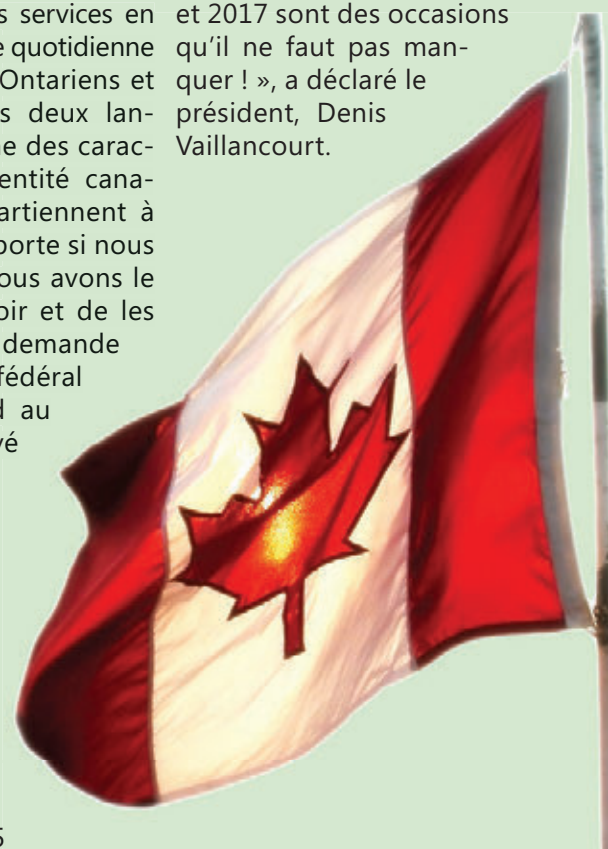 s services en
e quotidienne
Ontariens et
s deux lan-
e des carac-
entité cana-
artiennent à
porte si nous
ous avons le
oir et de les
demande
fédéral
d au
vé
5
et 2017 sont des occasions
qu'il ne faut pas man-
quer ! », a déclaré le
président, Denis
Vaillancourt.